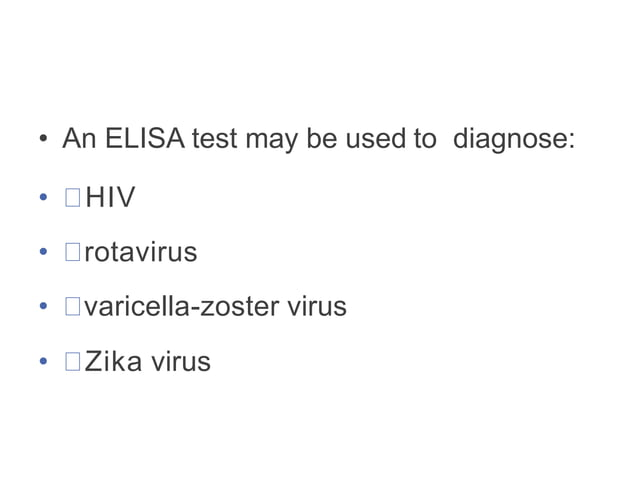 • An ELISA test may be used to  diagnose:
• HIV
• rotavirus
• varicella-zoster virus
• Zika virus